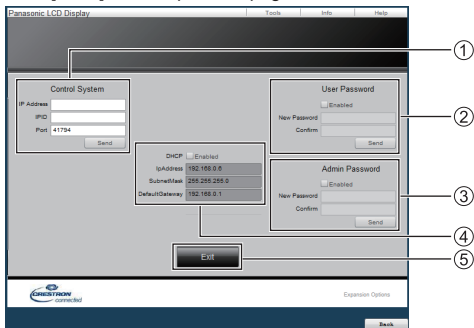 Panasonic LCD Display Tools Info Help
① 
Control System
IP Address
IPID
Port 41794
Send
User Password
Enabled
New Password
Confirm
Send
②
DHCP Enabled
IpAddress 192.168.0.8
SubnetMask 255.255.255.0
DefaultGateway 192.168.0.1
Admin Password
Enabled
New Password
Confirm
Send
③
④
Exit
⑤
CRESTRON
connected
Expansion Options
Back